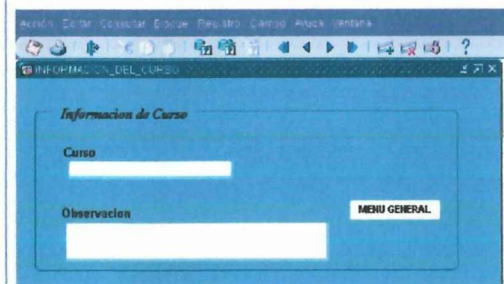 Acción Editar Consultar Bloque Registro Campo Ayuda Ventana
?
INFORMACION_DEL_CURSO
Informacion de Curso
Curso
Observacion
MENU GENERAL